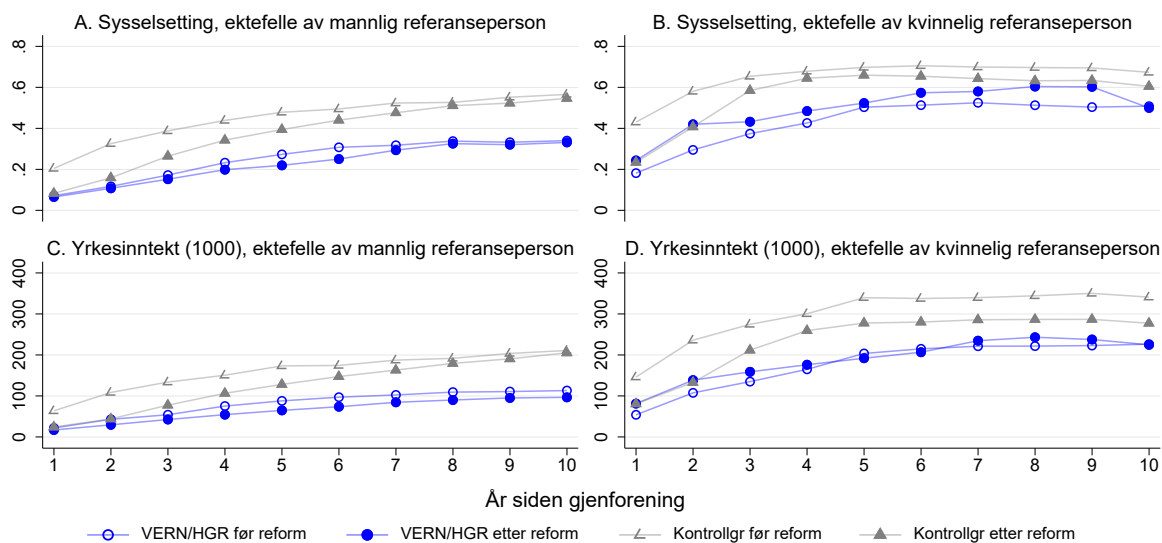 A. Sysselsetting, ektefelle av mannlig referanseperson
.8
.6
.4
.2
0
B. Sysselsetting, ektefelle av kvinnelig referanseperson
.8
.6
.4
.2
0
C. Yrkesinntekt (1000), ektefelle av mannlig referanseperson
400
300
200
100
0
1 2 3 4 5 6 7 8 9 10
D. Yrkesinntekt (1000), ektefelle av kvinnelig referanseperson
400
300
200
100
0
1 2 3 4 5 6 7 8 9 10
År siden gjenforening
VERN/HGR før reform VERN/HGR etter reform Kontrollgr før reform Kontrollgr etter reform